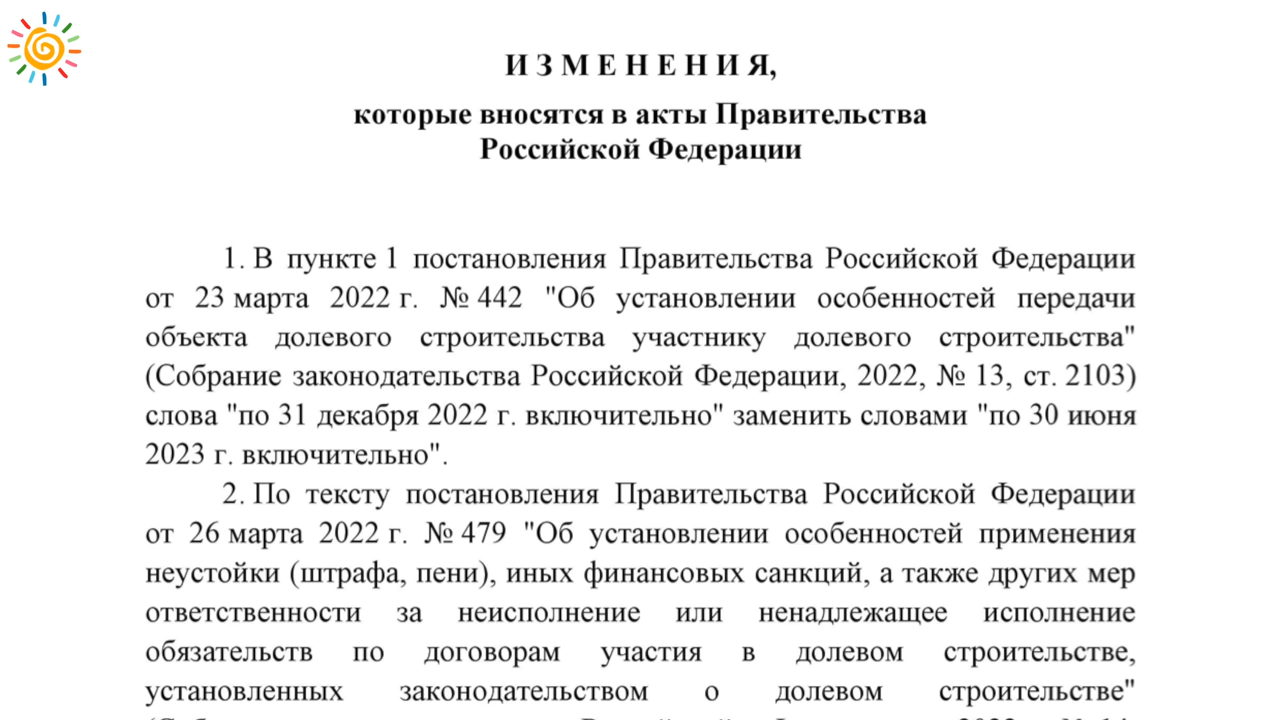 И З М Е Н Е Н И Я,
которые вносятся в акты Правительства
Российской Федерации
1. В пункте 1 постановления Правительства Российской Федерации
от 23 марта 2022 г. № 442 "Об установлении особенностей передачи
объекта долевого строительства участнику долевого строительства"
(Собрание законодательства Российской Федерации, 2022, № 13, ст. 2103)
слова "по 31 декабря 2022 г. включительно" заменить словами "по 30 июня
2023 г. включительно".
2. По тексту постановления Правительства Российской Федерации
от 26 марта 2022 г. № 479 "Об установлении особенностей применения
неустойки (штрафа, пени), иных финансовых санкций, а также других мер
ответственности за неисполнение или ненадлежащее исполнение
обязательств по договорам участия в долевом строительстве,
установленных законодательством о долевом строительстве"